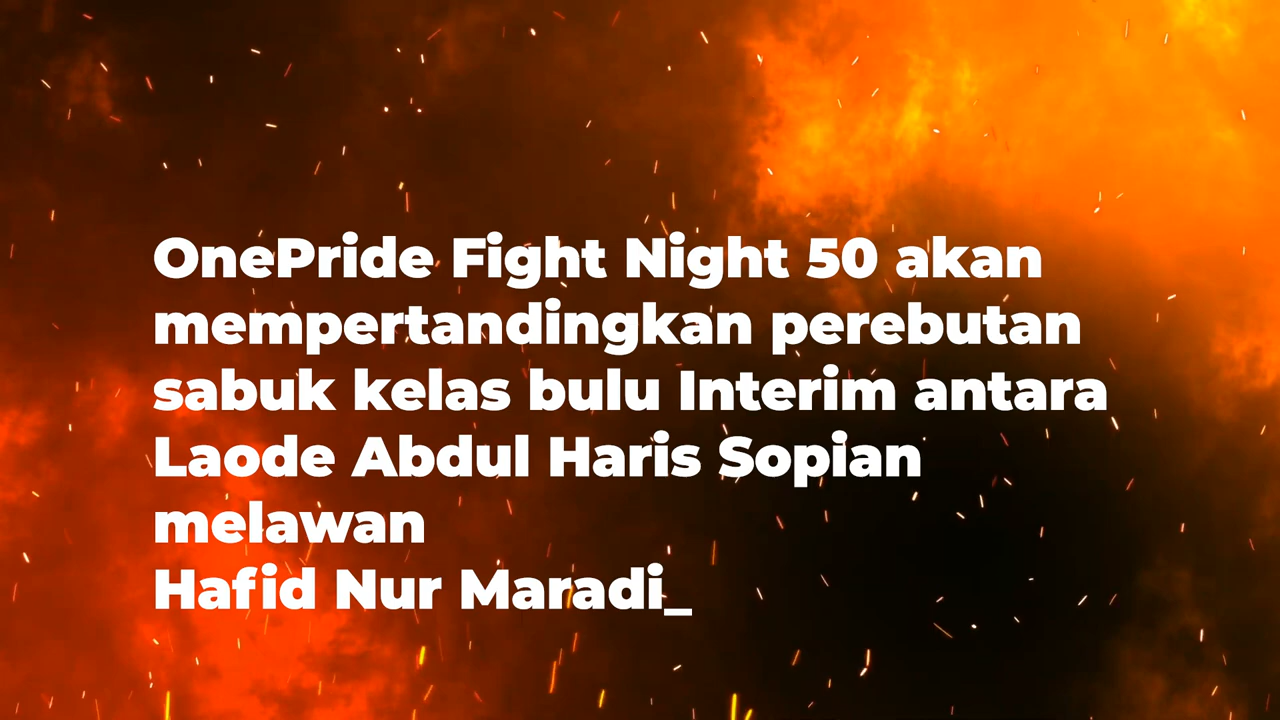 OnePride Fight Night 50 akan
mempertandingkan perebutan
sabuk kelas bulu Interim antara
Laode Abdul Haris Sopian
melawan
Hafid Nur Maradi_